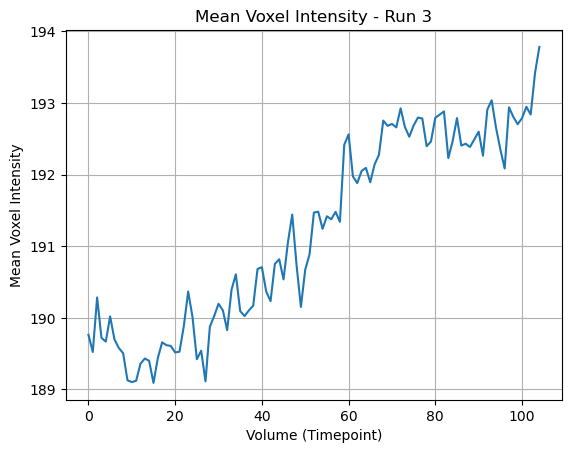 Mean Voxel Intensity - Run 3
194
193
192
191
190
189
Mean Voxel Intensity
0 20 40 60 80 100
Volume (Timepoint)